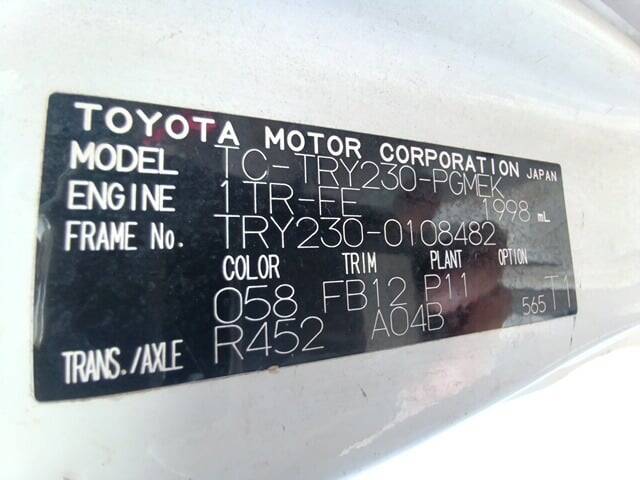 TOYOTA MOTOR CORPORATION JAPAN
MODEL TC-TRY230-PGMEK
ENGINE 1TR-FE 1998 mL
FRAME No. TRY230-0108482
COLOR TRIM PLANT OPTION
058 FB12 P11 565 T1
TRANS./AXLE R452 A04B